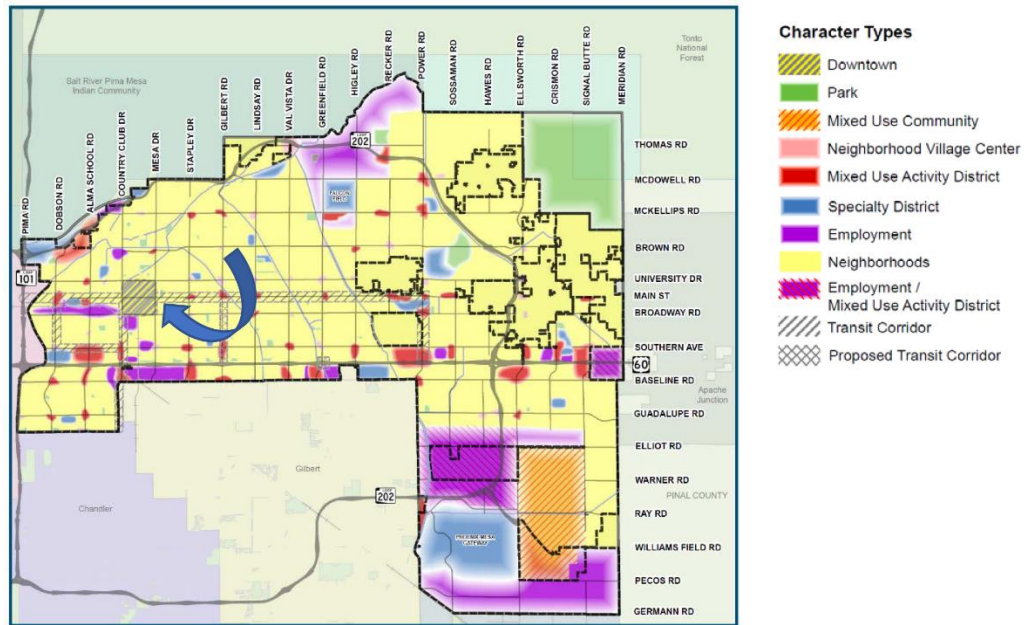 Tonto
National
Forest
Salt River Pima Mesa
Indian Community
PIMA RD
DOBSON RD
ALMA SCHOOL RD
COUNTRY CLUB DR
MESA DR
STAPLEY DR
GILBERT RD
LINDSAY RD
VAL VISTA DR
GREENFIELD RD
HIGLEY RD
RECKER RD
POWER RD
SOSSAMAN RD
HAWES RD
ELLSWORTH RD
CRISMON RD
SIGNAL BUTTE RD
MERIDIAN RD
202
THOMAS RD
MCDOWELL RD
FALCON
FIELD
MCKELLIPS RD
BROWN RD
101
UNIVERSITY DR
MAIN ST
BROADWAY RD
SOUTHERN AVE
60
BASELINE RD
Apache
Junction
GUADALUPE RD
ELLIOT RD
Gilbert
WARNER RD
202
PINAL COUNTY
Chandler
RAY RD
PHOENIX-MESA
GATEWAY
WILLIAMS FIELD RD
PECOS RD
GERMANN RD
Character Types
Downtown
Park
Mixed Use Community
Neighborhood Village Center
Mixed Use Activity District
Specialty District
Employment
Neighborhoods
Employment /
Mixed Use Activity District
Transit Corridor
Proposed Transit Corridor